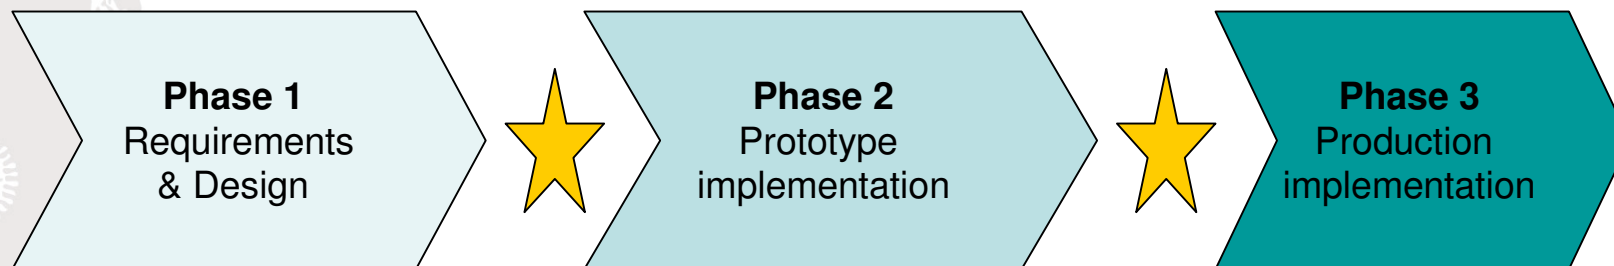 Phase 1
Requirements
& Design
Phase 2
Prototype
implementation
Phase 3
Production
implementation